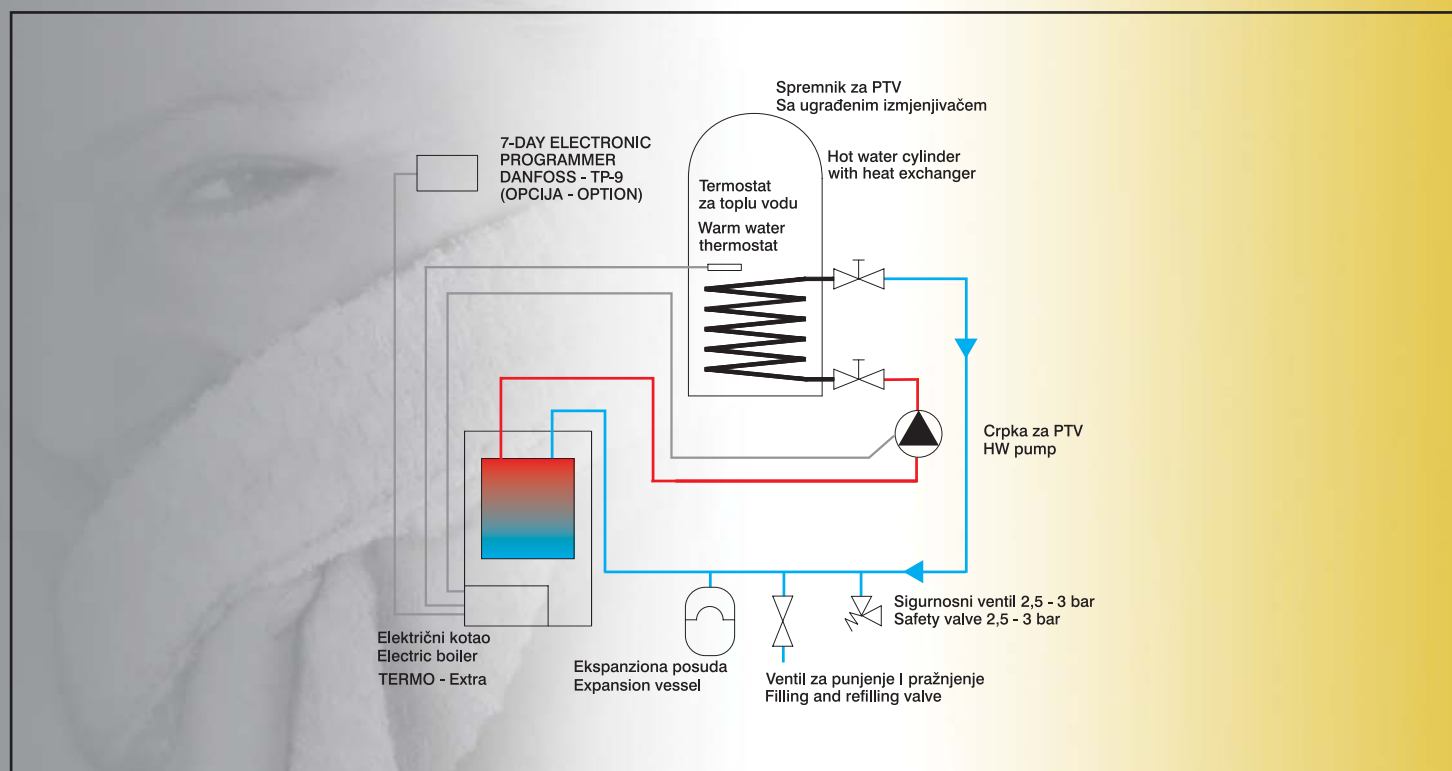 Spremnik za PTV
Sa ugrađenim izmjenjivačem
7-DAY ELECTRONIC
PROGRAMMER
DANFOSS - TP-9
(OPCIJA - OPTION)
Hot water cylinder
with heat exchanger
Termostat
za toplu vodu
Warm water
thermostat
Crpka za PTV
HW pump
Sigurnosni ventil 2,5 - 3 bar
Safety valve 2,5 - 3 bar
Električni kotao
Electric boiler
TERMO - Extra
Ekspanziona posuda
Expansion vessel
Ventil za punjenje I pražnjenje
Filling and refilling valve